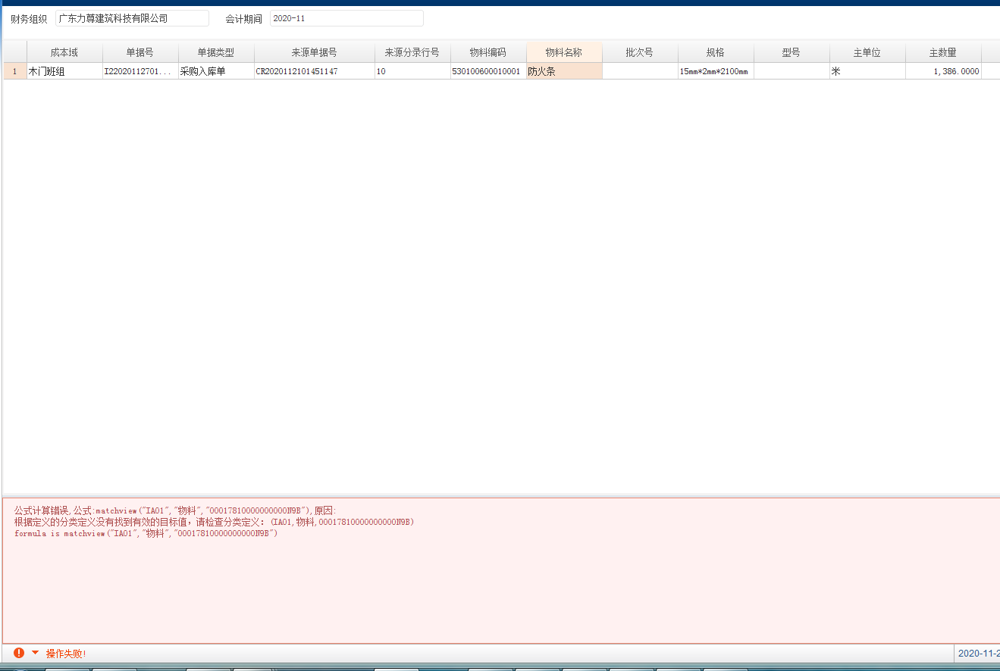 财务组织 广东力尊建筑科技有限公司 会计期间 2020-11
成本域 单据号 单据类型 来源单据号 来源分录行号 物料编码 物料名称 批次号 规格 型号 主单位 主数量
1 木门班组 I22020112701... 采购入库单 CR2020112101451147 10 530100600010001 防火条 15mm*2mm*2100mm 米 1,386.0000
公式计算错误,公式:matchview("IA01","物料","00017810000000000N9B"),原因:
根据定义的分类定义没有找到有效的目标值，请检查分类定义：(IA01,物料,00017810000000000N9B)
formula is matchview("IA01","物料","00017810000000000N9B")
操作失败! 2020-11-2